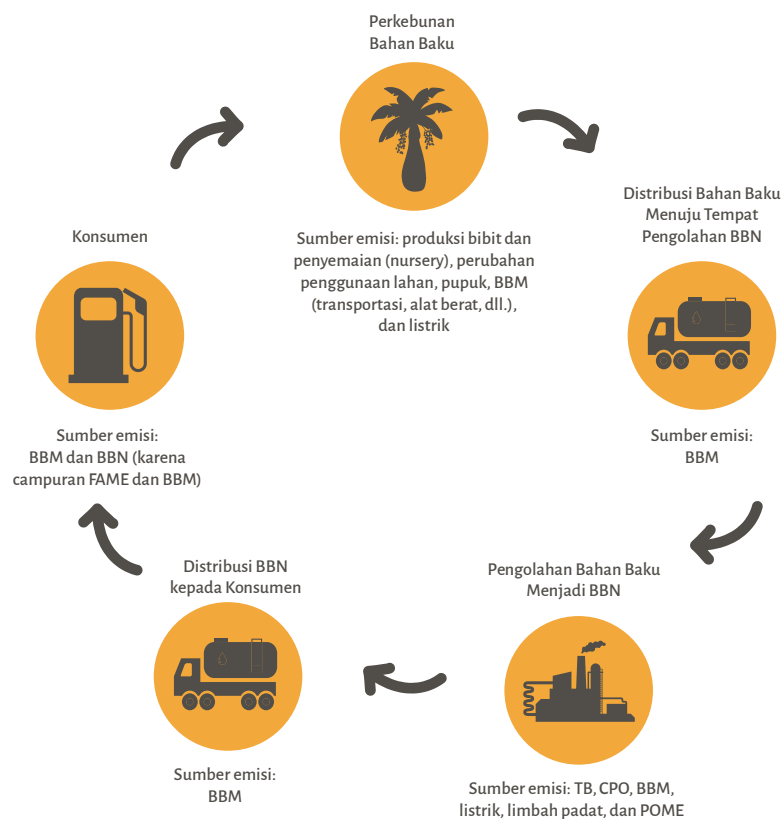 Perkebunan
Bahan Baku
Sumber emisi: produksi bibit dan
penyemaian (nursery), perubahan
penggunaan lahan, pupuk, BBM
(transportasi, alat berat, dll.),
dan listrik
Distribusi Bahan Baku
Menuju Tempat
Pengolahan BBN
Sumber emisi:
BBM
Pengolahan Bahan Baku
Menjadi BBN
Sumber emisi: TB, CPO, BBM,
listrik, limbah padat, dan POME
Distribusi BBN
kepada Konsumen
Sumber emisi:
BBM
Konsumen
Sumber emisi:
BBM dan BBN (karena
campuran FAME dan BBM)